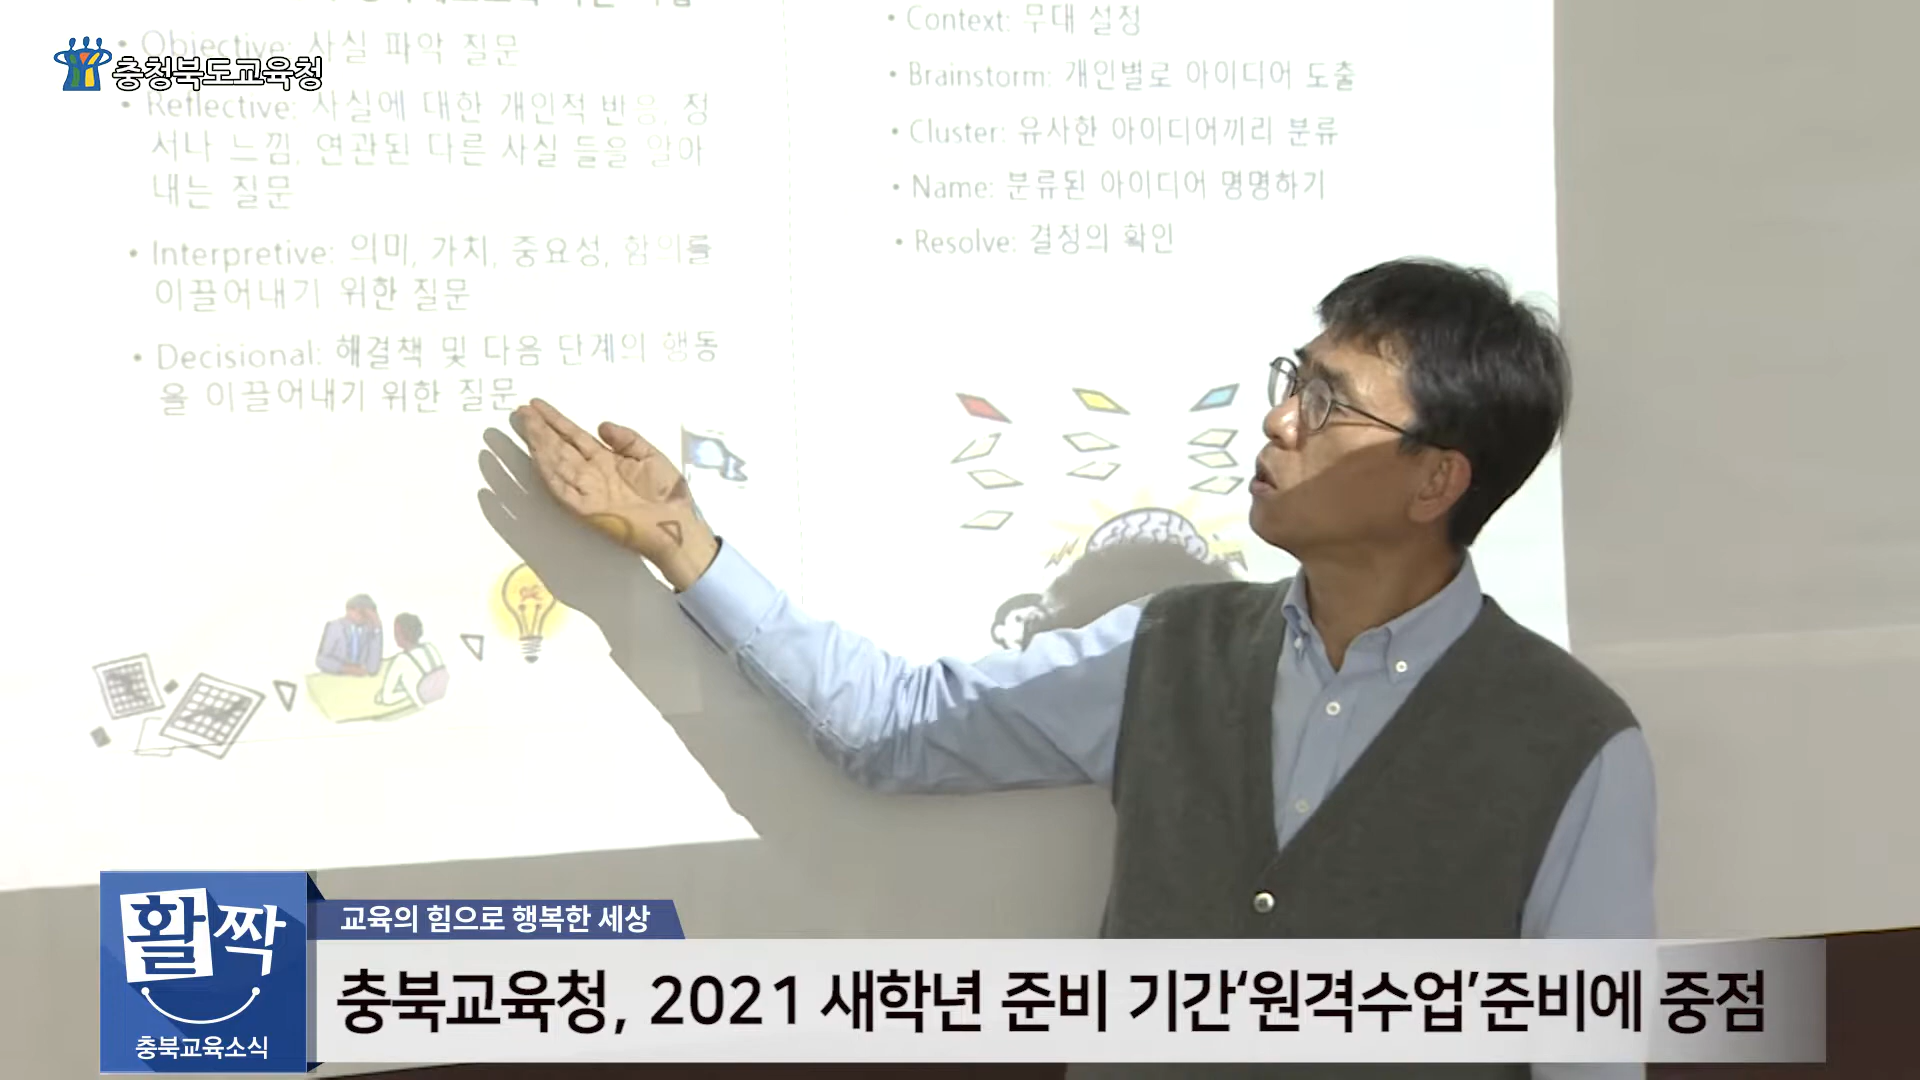 충청북도교육청
• Objective: 사실 파악 질문
• Reflective: 사실에 대한 개인적 반응, 정
서나 느낌, 연관된 다른 사실 들을 알아
내는 질문
• Interpretive: 의미, 가치, 중요성, 함의를
이끌어내기 위한 질문
• Decisional: 해결책 및 다음 단계의 행동
을 이끌어내기 위한 질문
• Context: 무대 설정
• Brainstorm: 개인별로 아이디어 도출
• Cluster: 유사한 아이디어끼리 분류
• Name: 분류된 아이디어 명명하기
• Resolve: 결정의 확인
활짝
충북교육소식
교육의 힘으로 행복한 세상
충북교육청, 2021 새학년 준비 기간‘원격수업’준비에 중점